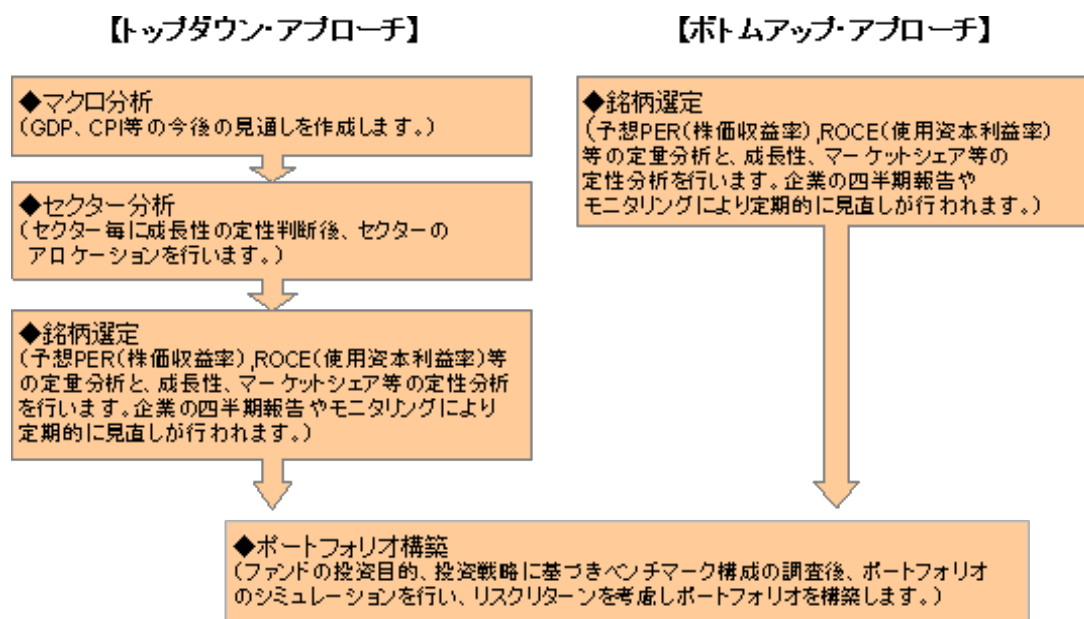 【トップダウン・アプローチ】
◆マクロ分析
(GDP、CPI等の今後の見通しを作成します。)
◆セクター分析
(セクター毎に成長性の定性判断後、セクターの
アロケーションを行います。)
◆銘柄選定
(予想PER(株価収益率),ROCE(使用資本利益率)等
の定量分析と、成長性、マーケットシェア等の定性分析
を行います。企業の四半期報告やモニタリングにより
定期的に見直しが行われます。)
【ボトムアップ・アプローチ】
◆銘柄選定
(予想PER(株価収益率),ROCE(使用資本利益率)
等の定量分析と、成長性、マーケットシェア等の
定性分析を行います。企業の四半期報告や
モニタリングにより定期的に見直しが行われます。)
◆ポートフォリオ構築
(ファンドの投資目的、投資戦略に基づきベンチマーク構成の調査後、ポートフォリオ
のシミュレーションを行い、リスクリターンを考慮しポートフォリオを構築します。)